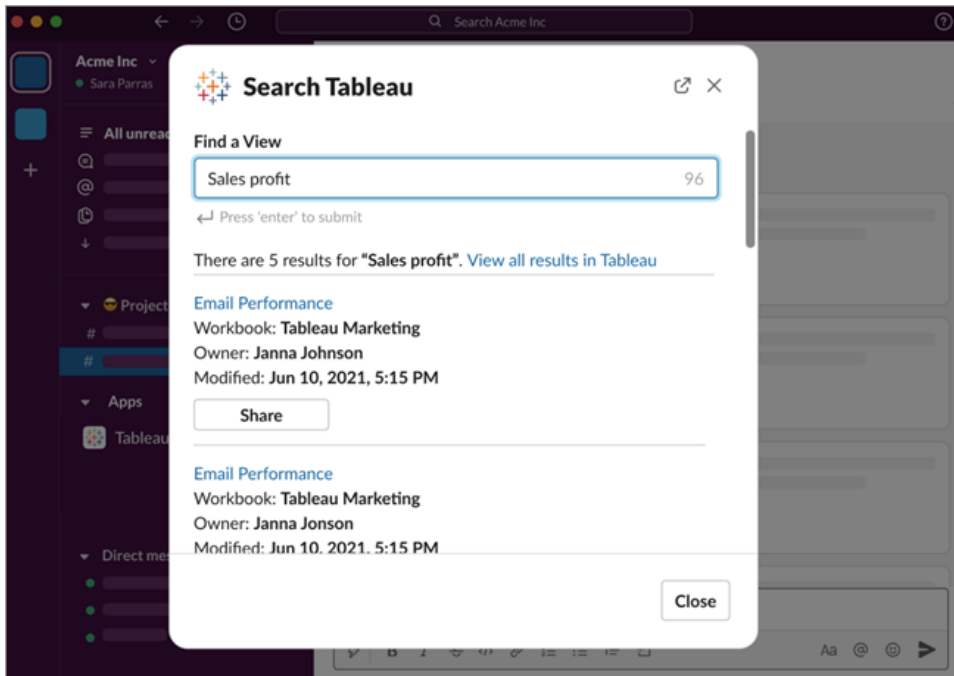 Search Acme Inc
Acme Inc
Sara Parras
All unrea
Project
Apps
Tableau
Direct me
Search Tableau
Find a View
Sales profit 96
Press 'enter' to submit
There are 5 results for “Sales profit”. View all results in Tableau
Email Performance
Workbook: Tableau Marketing
Owner: Janna Johnson
Modified: Jun 10, 2021, 5:15 PM
Share
Email Performance
Workbook: Tableau Marketing
Owner: Janna Jonson
Modified: Jun 10, 2021, 5:15 PM
Close
Aa